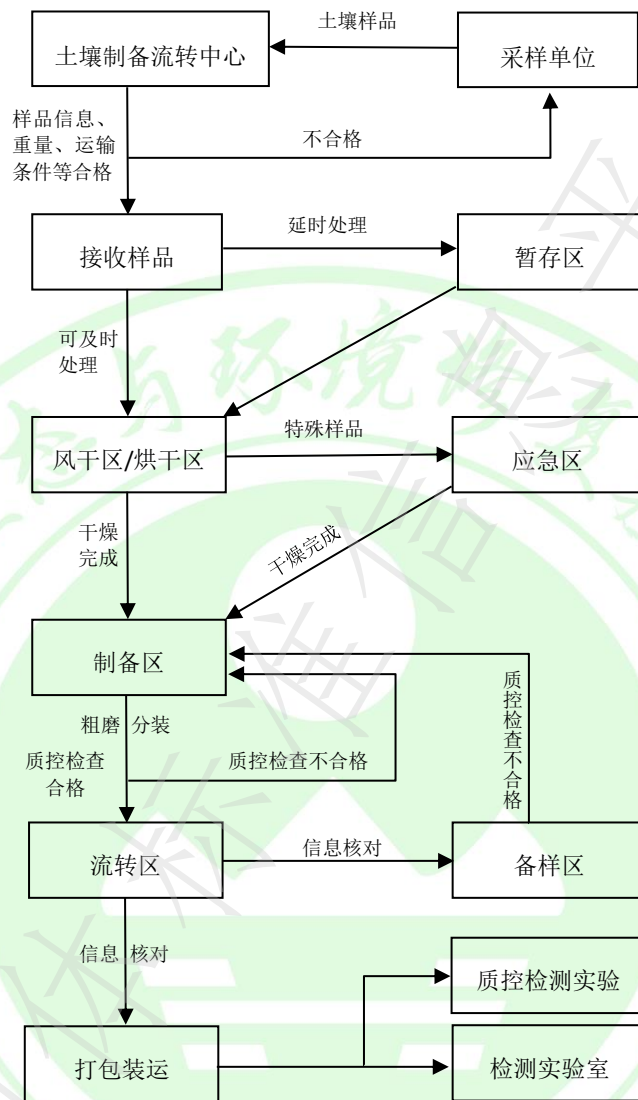 土壤样品
土壤制备流转中心
采样单位
样品信息、
重量、运输
条件等合格
不合格
接收样品
延时处理
暂存区
可及时
处理
风干区/烘干区
特殊样品
应急区
干燥
完成
干燥完成
制备区
质控检查不合格
粗磨 分装
质控检查
合格
质控检查不合格
流转区
信息核对
备样区
信息 核对
质控检测实验
打包装运
检测实验室